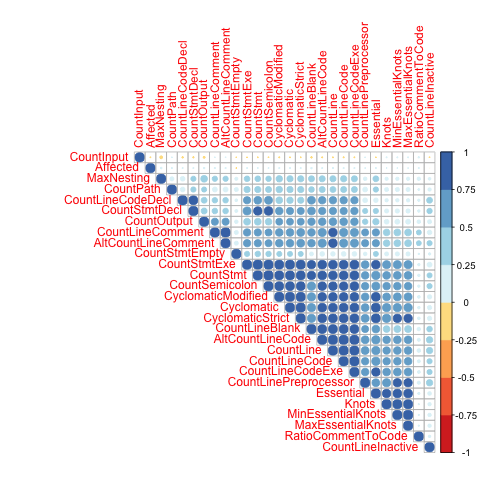 CountInput
Affected
MaxNesting
CountPath
CountLineCodeDecl
CountStmtDecl
CountOutput
CountLineComment
AltCountLineComment
CountStmtEmpty
CountStmtExe
CountStmt
CountSemicolon
CyclomaticModified
Cyclomatic
CyclomaticStrict
CountLineBlank
AltCountLineCode
CountLine
CountLineCode
CountLineCodeExe
CountLinePreprocessor
Essential
Knots
MinEssentialKnots
MaxEssentialKnots
RatioCommentToCode
CountLineInactive
CountInput
Affected
MaxNesting
CountPath
CountLineCodeDecl
CountStmtDecl
CountOutput
CountLineComment
AltCountLineComment
CountStmtEmpty
CountStmtExe
CountStmt
CountSemicolon
CyclomaticModified
Cyclomatic
CyclomaticStrict
CountLineBlank
AltCountLineCode
CountLine
CountLineCode
CountLineCodeExe
CountLinePreprocessor
Essential
Knots
MinEssentialKnots
MaxEssentialKnots
RatioCommentToCode
CountLineInactive
1
0.75
0.5
0.25
0
-0.25
-0.5
-0.75
-1